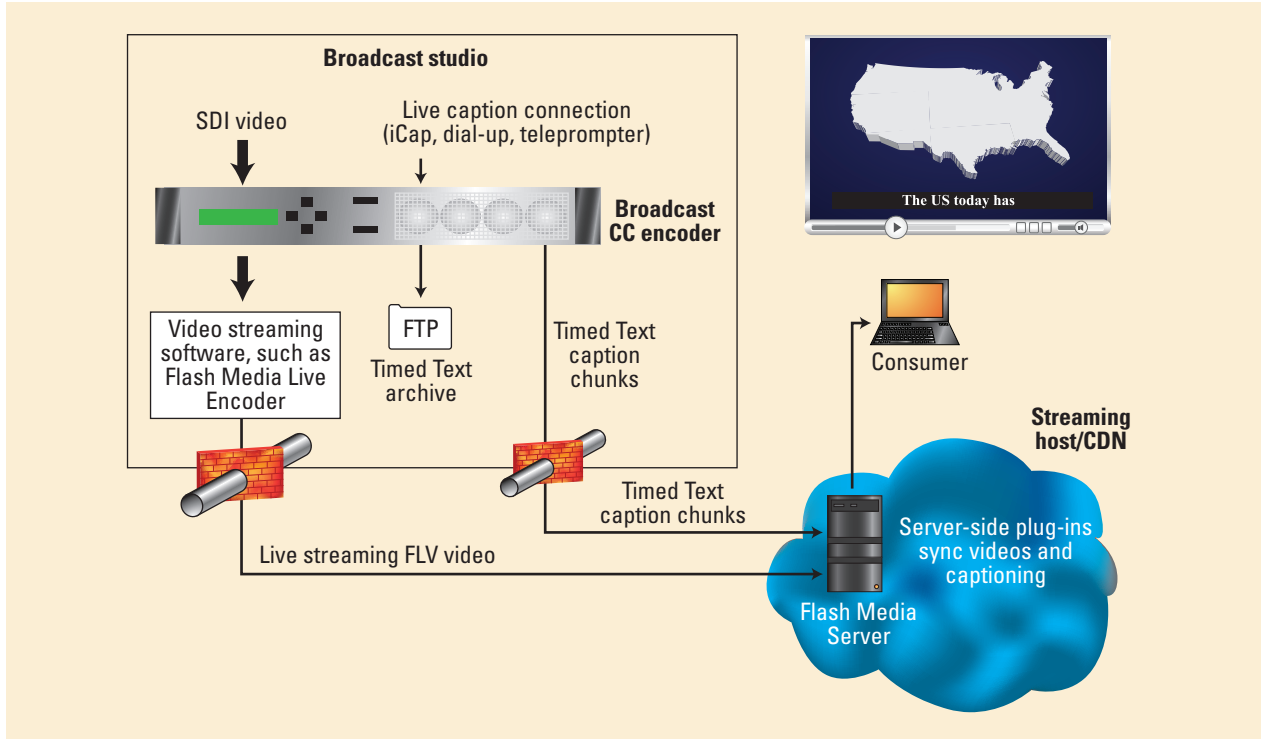 Broadcast studio
SDI video
Live caption connection
(iCap, dial-up, teleprompter)
Broadcast
CC encoder
The US today has
Video streaming
software, such as
Flash Media Live
Encoder
FTP
Timed Text
archive
Timed Text
caption
chunks
Consumer
Streaming
host/CDN
Timed Text
caption chunks
Live streaming FLV video
Server-side plug-ins
sync videos and
captioning
Flash Media
Server